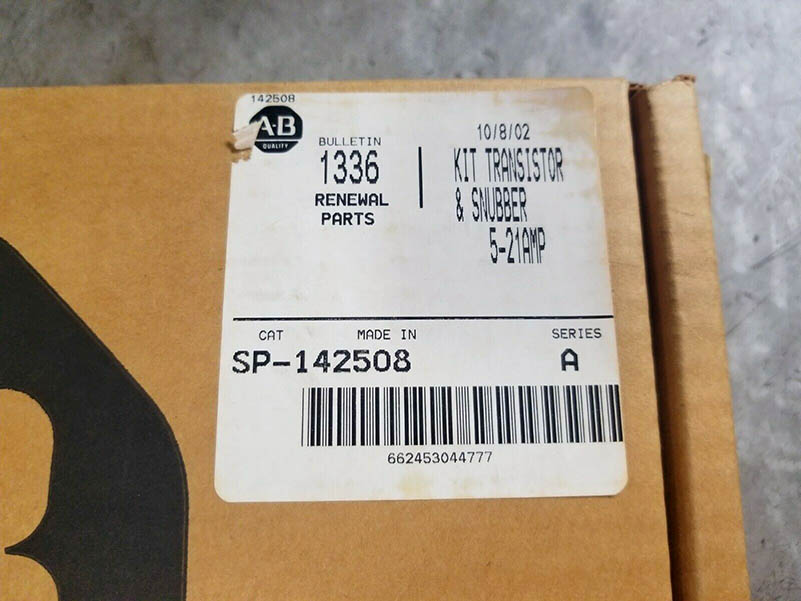 142508
A-B
QUALITY
BULLETIN
1336
RENEWAL
PARTS
10/8/02
KIT TRANSISTOR
& SNUBBER
5-21AMP
CAT MADE IN SERIES
SP-142508 A
662453044777